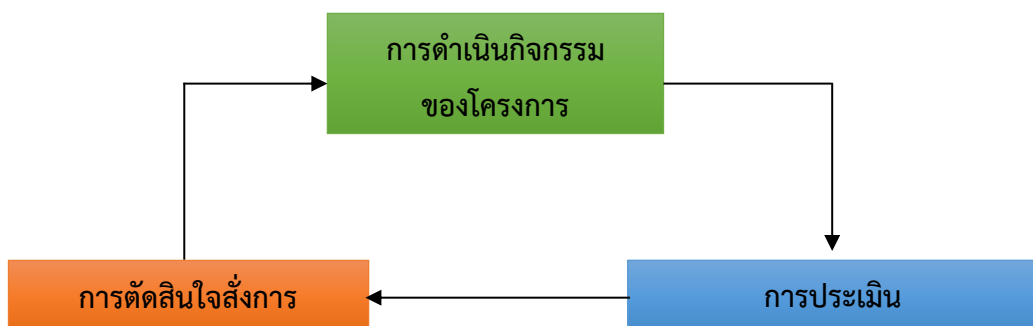 การดำเนินกิจกรรม
ของโครงการ
การตัดสินใจสั่งการ
การประเมิน